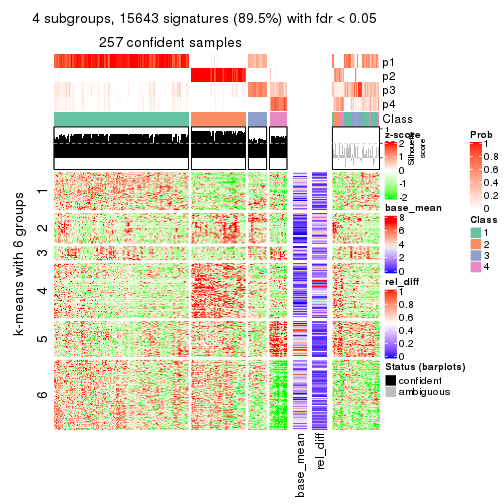 4 subgroups, 15643 signatures (89.5%) with fdr < 0.05
257 confident samples
p1
p2
p3
p4
Class
1
Silhouette
score
z-score
2
1
0
-1
-2
base_mean
8
6
4
2
0
rel_diff
1
0.8
0.6
0.4
0.2
0
Status (barplots)
confident
ambiguous
Prob
1
0.8
0.6
0.4
0.2
0
Class
1
2
3
4
k-means with 6 groups
1
2
3
4
5
6
base_mean
rel_diff